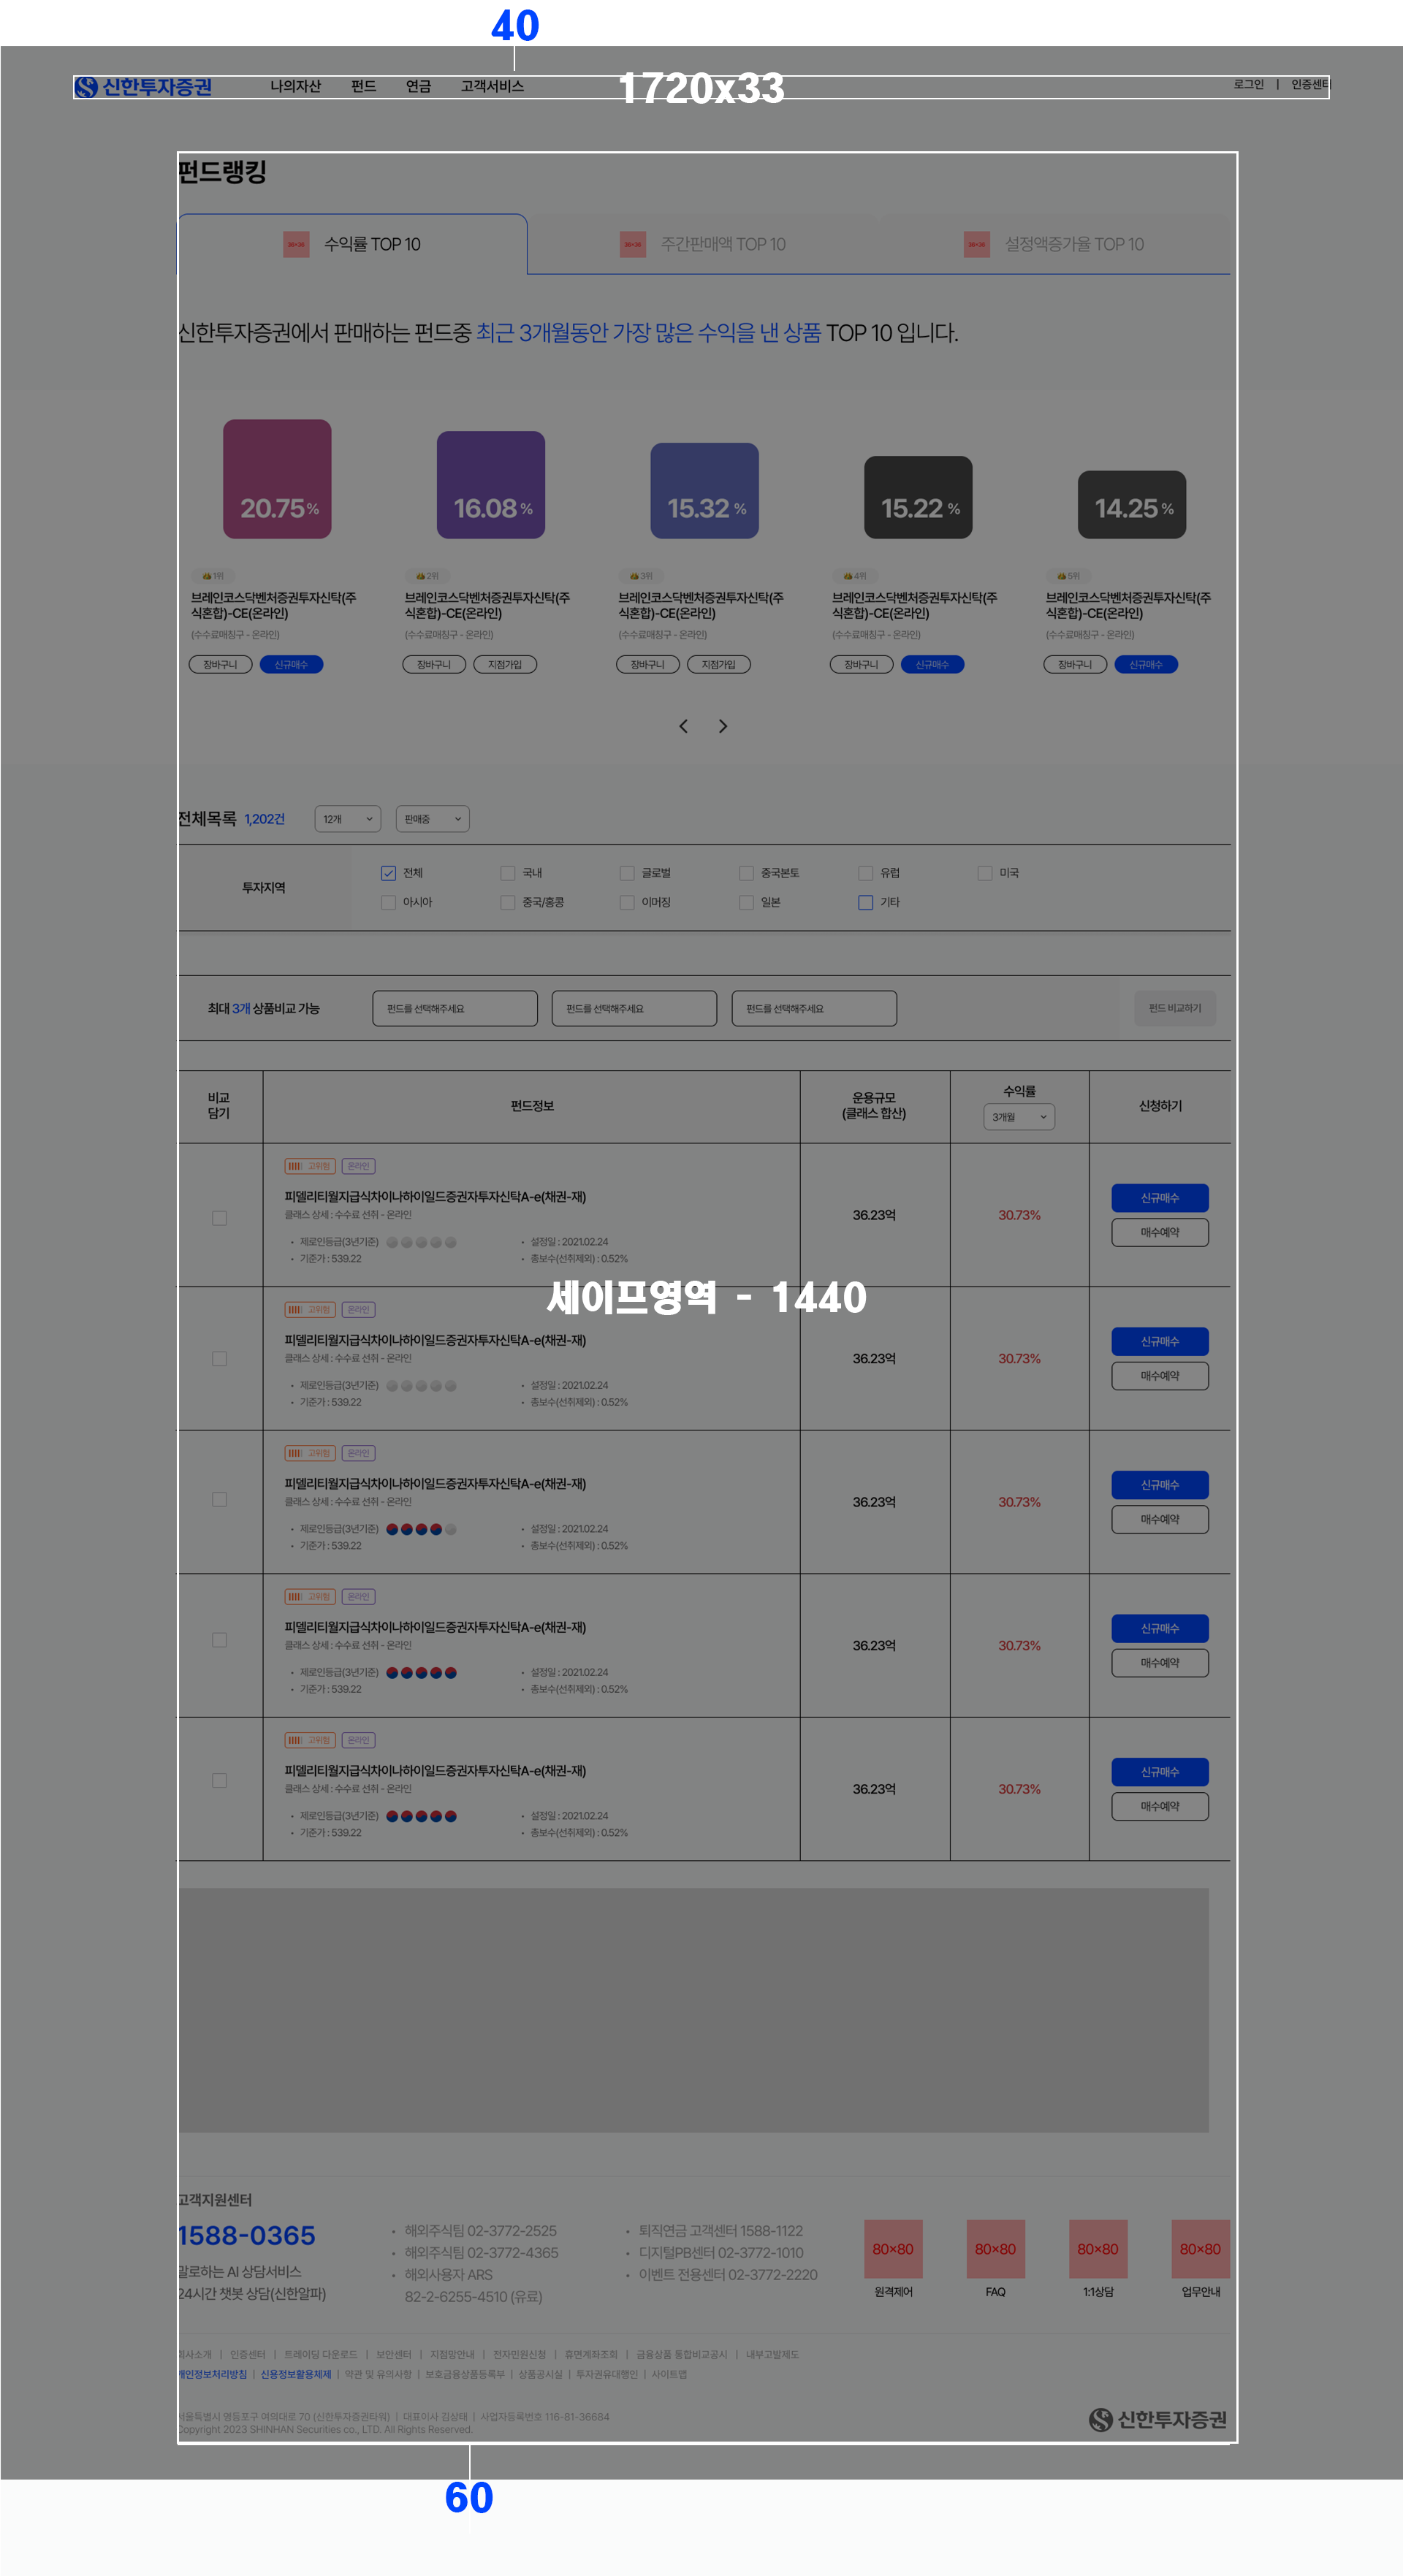 40
신한투자증권 나의자산 펀드 연금 고객서비스 1720x33 로그인 | 인증센터
펀드랭킹
36×36 수익률 TOP 10 36×36 주간판매액 TOP 10 36×36 설정액증가율 TOP 10
신한투자증권에서 판매하는 펀드중 최근 3개월동안 가장 많은 수익을 낸 상품 TOP 10 입니다.
20.75% 16.08% 15.32% 15.22% 14.25%
1위 2위 3위 4위 5위
브레인코스닥벤처증권투자신탁(주 브레인코스닥벤처증권투자신탁(주 브레인코스닥벤처증권투자신탁(주 브레인코스닥벤처증권투자신탁(주 브레인코스닥벤처증권투자신탁(주
식혼합)-CE(온라인) 식혼합)-CE(온라인) 식혼합)-CE(온라인) 식혼합)-CE(온라인) 식혼합)-CE(온라인)
(수수료매칭구 - 온라인) (수수료매칭구 - 온라인) (수수료매칭구 - 온라인) (수수료매칭구 - 온라인) (수수료매칭구 - 온라인)
장바구니 신규매수 장바구니 지점가입 장바구니 지점가입 장바구니 신규매수 장바구니 신규매수
전체목록 1,202건 12개 판매중
투자지역
전체 국내 글로벌 중국본토 유럽 미국
아시아 중국/홍콩 이머징 일본 기타
최대 3개 상품비교 가능 펀드를 선택해주세요 펀드를 선택해주세요 펀드를 선택해주세요 펀드 비교하기
비교 담기 펀드정보 운용규모 (클래스 합산) 수익률 3개월 신청하기
고위험 온라인
피델리티월지급식차이나하이일드증권자투자신탁A-e(채권-재)
클래스 상세 : 수수료 선취 - 온라인
• 제로인등급(3년기준) • 설정일 : 2021.02.24
• 기준가 : 539.22 • 총보수(선취제외) : 0.52%
36.23억 30.73% 신규매수 매수예약
세이프영역 - 1440
고위험 온라인
피델리티월지급식차이나하이일드증권자투자신탁A-e(채권-재)
클래스 상세 : 수수료 선취 - 온라인
• 제로인등급(3년기준) • 설정일 : 2021.02.24
• 기준가 : 539.22 • 총보수(선취제외) : 0.52%
36.23억 30.73% 신규매수 매수예약
고위험 온라인
피델리티월지급식차이나하이일드증권자투자신탁A-e(채권-재)
클래스 상세 : 수수료 선취 - 온라인
• 제로인등급(3년기준) • 설정일 : 2021.02.24
• 기준가 : 539.22 • 총보수(선취제외) : 0.52%
36.23억 30.73% 신규매수 매수예약
고위험 온라인
피델리티월지급식차이나하이일드증권자투자신탁A-e(채권-재)
클래스 상세 : 수수료 선취 - 온라인
• 제로인등급(3년기준) • 설정일 : 2021.02.24
• 기준가 : 539.22 • 총보수(선취제외) : 0.52%
36.23억 30.73% 신규매수 매수예약
고위험 온라인
피델리티월지급식차이나하이일드증권자투자신탁A-e(채권-재)
클래스 상세 : 수수료 선취 - 온라인
• 제로인등급(3년기준) • 설정일 : 2021.02.24
• 기준가 : 539.22 • 총보수(선취제외) : 0.52%
36.23억 30.73% 신규매수 매수예약
고객지원센터
1588-0365
말로하는 AI 상담서비스
24시간 챗봇 상담(신한알파)
• 해외주식팀 02-3772-2525
• 해외주식팀 02-3772-4365
• 해외사용자 ARS
82-2-6255-4510 (유료)
• 퇴직연금 고객센터 1588-1122
• 디지털PB센터 02-3772-1010
• 이벤트 전용센터 02-3772-2220
80×80 80×80 80×80 80×80
원격제어 FAQ 1:1상담 업무안내
회사소개 | 인증센터 | 트레이딩 다운로드 | 보안센터 | 지점망안내 | 전자민원신청 | 휴면계좌조회 | 금융상품 통합비교공시 | 내부고발제도
개인정보처리방침 | 신용정보활용체제 | 약관 및 유의사항 | 보호금융상품등록부 | 상품공시실 | 투자권유대행인 | 사이트맵
서울특별시 영등포구 여의대로 70 (신한투자증권타워) | 대표이사 김상태 | 사업자등록번호 116-81-36684
Copyright 2023 SHINHAN Securities co., LTD. All Rights Reserved.
신한투자증권
60